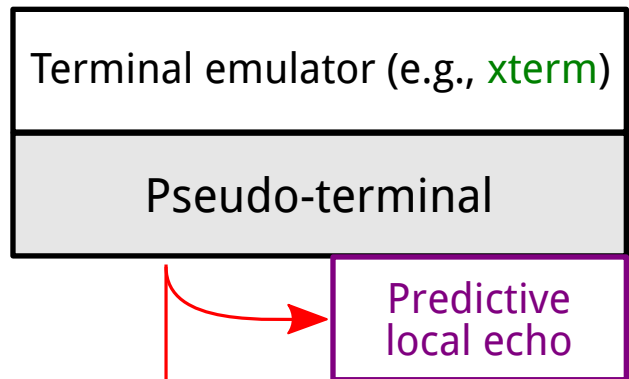 Terminal emulator (e.g., xterm)
Pseudo-terminal
Predictive
local echo